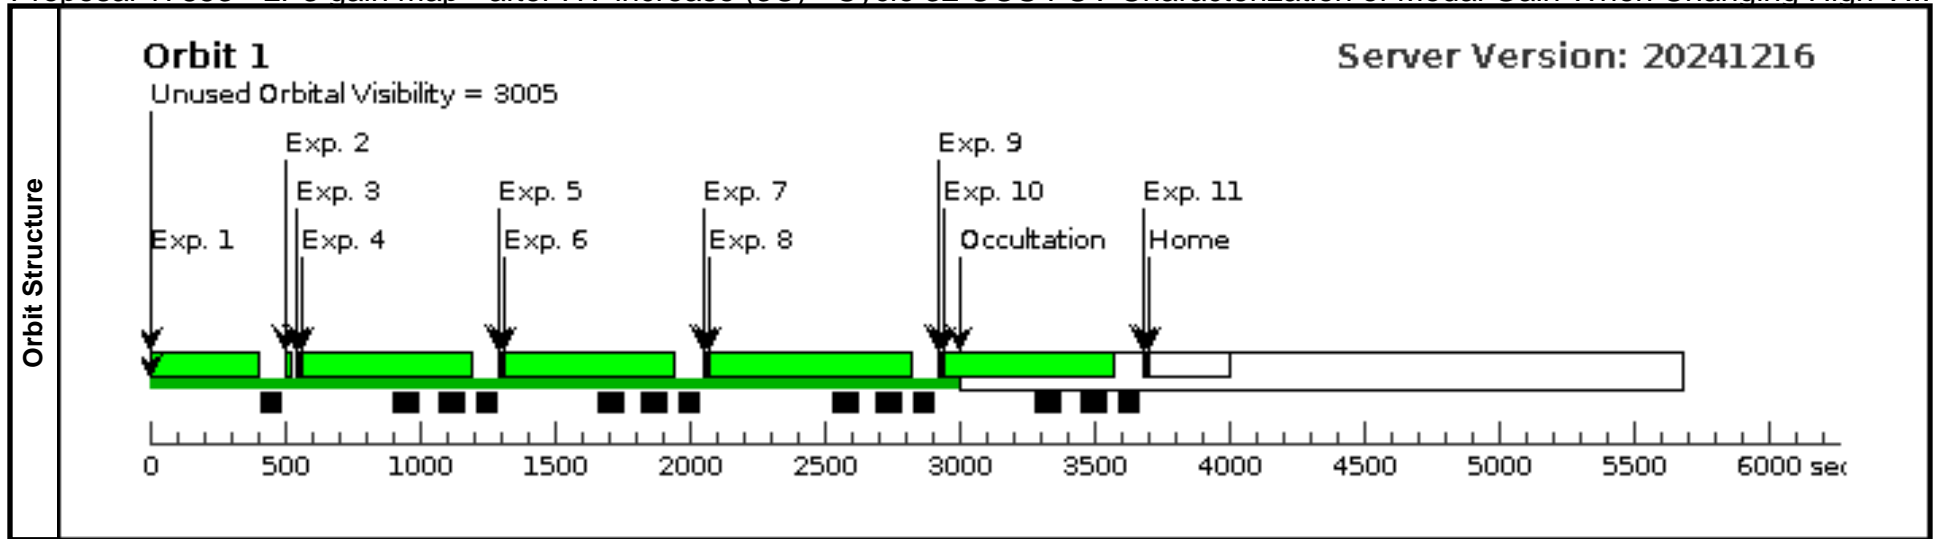 Orbit Structure
Orbit 1
Server Version: 20241216
Unused Orbital Visibility = 3005
Exp. 2
Exp. 9
Exp. 3
Exp. 5
Exp. 7
Exp. 10
Exp. 11
Exp. 1
Exp. 4
Exp. 6
Exp. 8
Occultation
Home
0 500 1000 1500 2000 2500 3000 3500 4000 4500 5000 5500 6000